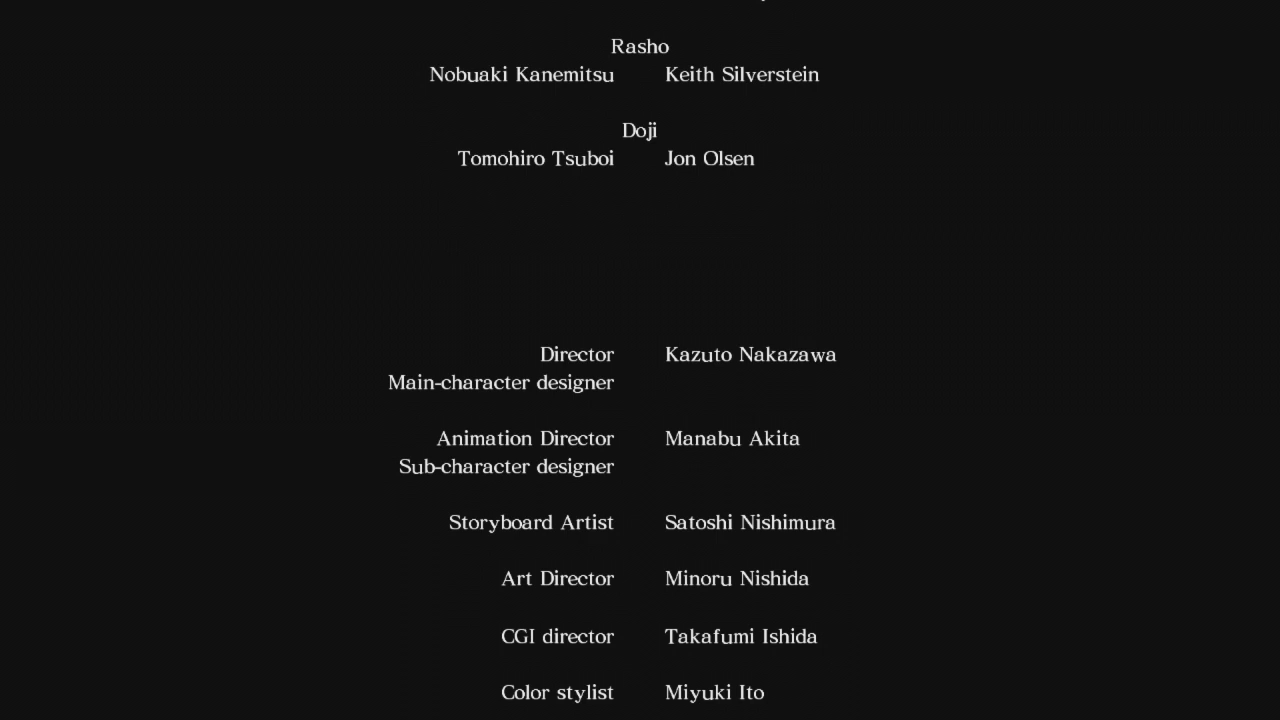 Rasho
Nobuaki Kanemitsu Keith Silverstein
Doji
Tomohiro Tsuboi Jon Olsen
Director Kazuto Nakazawa
Main-character designer
Animation Director Manabu Akita
Sub-character designer
Storyboard Artist Satoshi Nishimura
Art Director Minoru Nishida
CGI director Takafumi Ishida
Color stylist Miyuki Ito